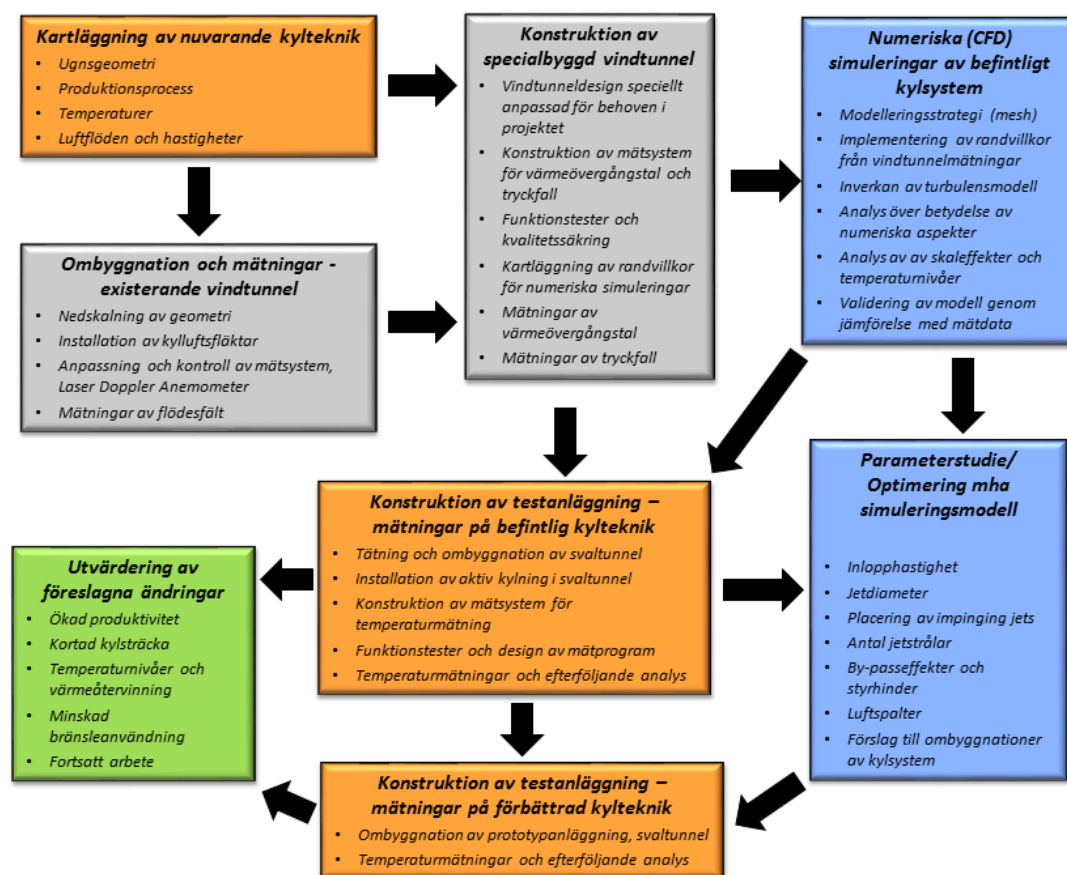 Kartläggning av nuvarande kylteknik
• Ugnsgeometri
• Produktionsprocess
• Temperaturer
• Luftflöden och hastigheter
Konstruktion av
specialbyggd vindtunnel
• Vindtunneldesign speciellt
anpassad för behoven i
projektet
• Konstruktion av mätsystem
för värmeövergångstal och
tryckfall
• Funktionstester och
kvalitetssäkring
• Kartläggning av randvillkor
för numeriska simuleringar
• Mätningar av
värmeövergångstal
• Mätningar av tryckfall
Numeriska (CFD)
simuleringar av befintligt
kylsystem
• Modelleringsstrategi (mesh)
• Implementering av randvillkor
från vindtunnelmätningar
• Inverkan av turbulensmodell
• Analys över betydelse av
numeriska aspekter
• Analys av av skaleffekter och
temperaturnivåer
• Validering av modell genom
jämförelse med mätdata
Ombyggnation och mätningar -
existerande vindtunnel
• Nedskalning av geometri
• Installation av kylluftsfläktar
• Anpassning och kontroll av mätsystem,
Laser Doppler Anemometer
• Mätningar av flödesfält
Konstruktion av testanläggning –
mätningar på befintlig kylteknik
• Tätning och ombyggnation av svaltunnel
• Installation av aktiv kylning i svaltunnel
• Konstruktion av mätsystem för
temperaturmätning
• Funktionstester och design av mätprogram
• Temperaturmätningar och efterföljande analys
Parameterstudie/
Optimering mha
simuleringsmodell
• Inlopphastighet
• Jetdiameter
• Placering av impinging jets
• Antal jetstrålar
• By-passeffekter och
styrhinder
• Luftspalter
• Förslag till ombyggnationer
av kylsystem
Utvärdering av
föreslagna ändringar
• Ökad produktivitet
• Kortad kylsträcka
• Temperaturnivåer och
värmeåtervinning
• Minskad
bränsleanvändning
• Fortsatt arbete
Konstruktion av testanläggning –
mätningar på förbättrad kylteknik
• Ombyggnation av prototypanläggning, svaltunnel
• Temperaturmätningar och efterföljande analys